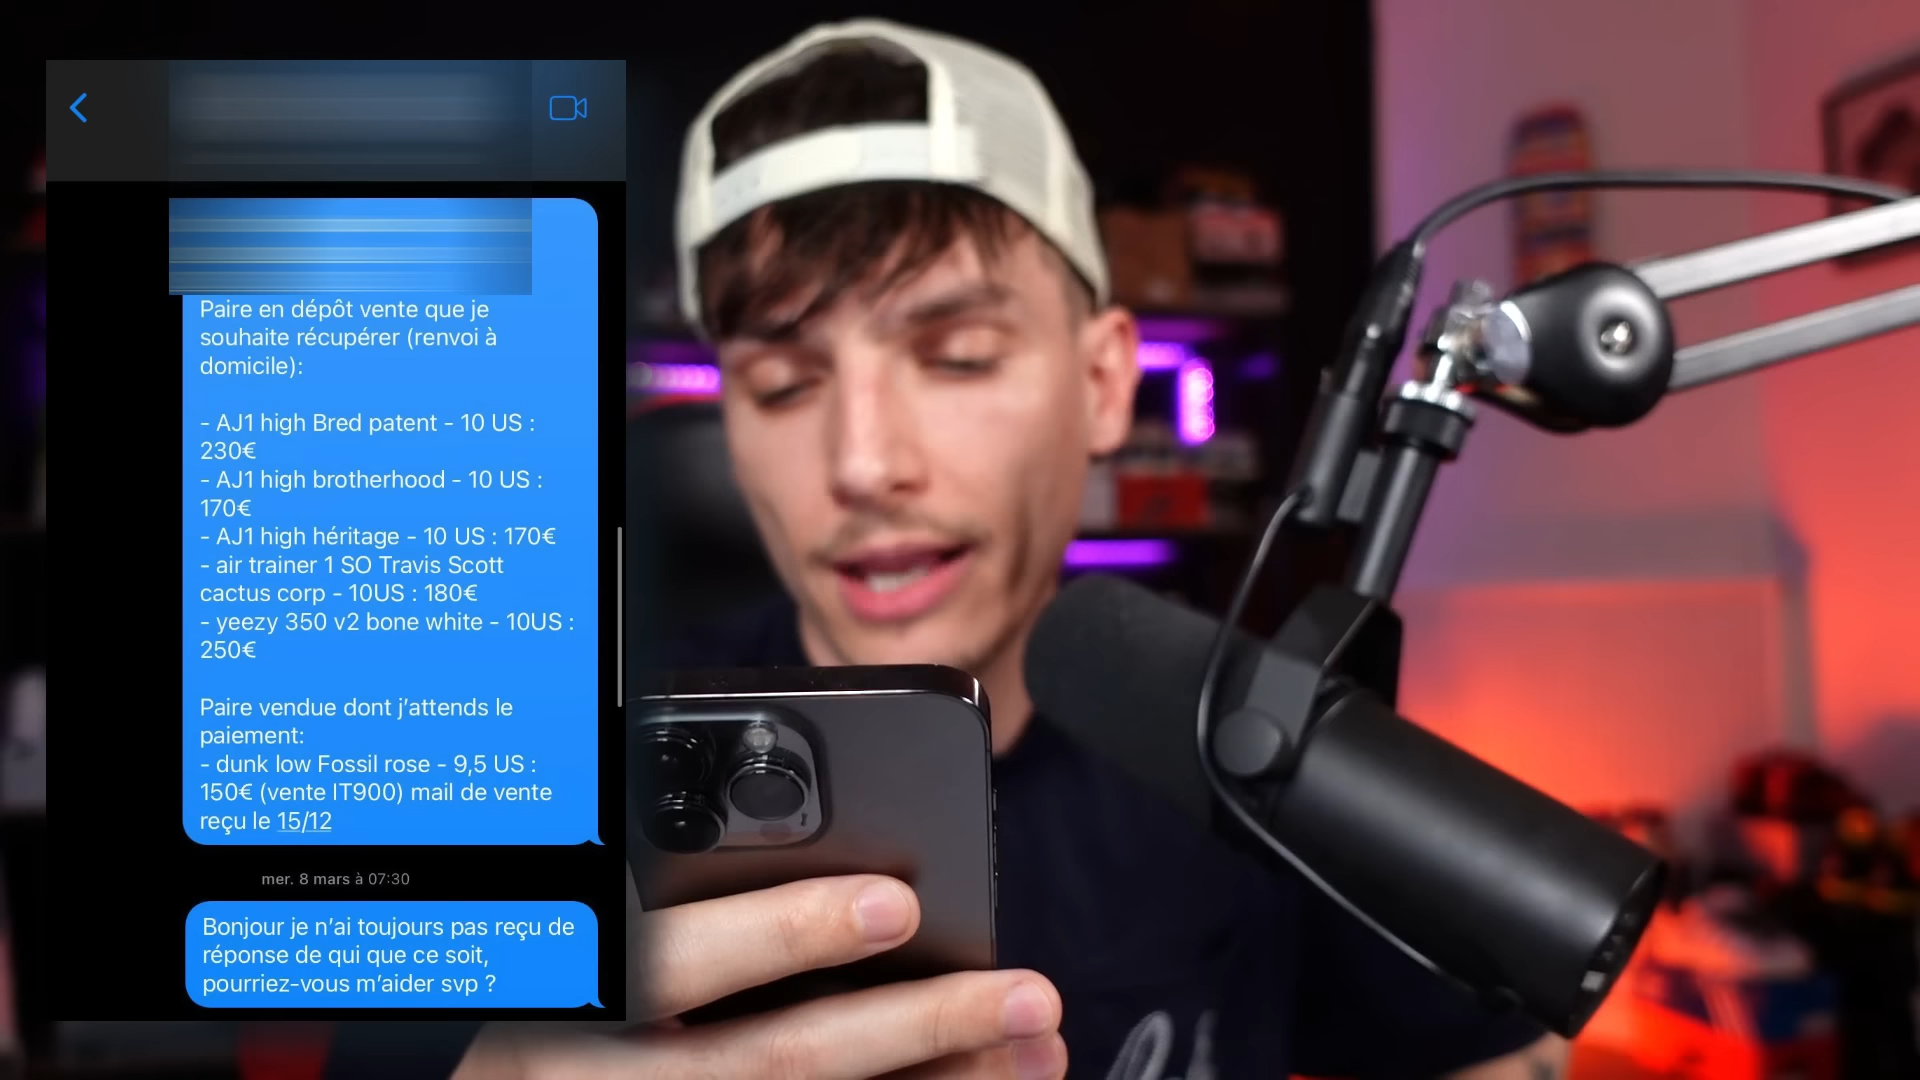 Paire en dépôt vente que je
souhaite récupérer (renvoi à
domicile):
- AJ1 high Bred patent - 10 US :
230€
- AJ1 high brotherhood - 10 US :
170€
- AJ1 high héritage - 10 US : 170€
- air trainer 1 SO Travis Scott
cactus corp - 10US : 180€
- yeezy 350 v2 bone white - 10US :
250€
Paire vendue dont j'attends le
paiement:
- dunk low Fossil rose - 9,5 US :
150€ (vente IT900) mail de vente
reçu le 15/12
mer. 8 mars à 07:30
Bonjour je n'ai toujours pas reçu de
réponse de qui que ce soit,
pourriez-vous m'aider svp ?